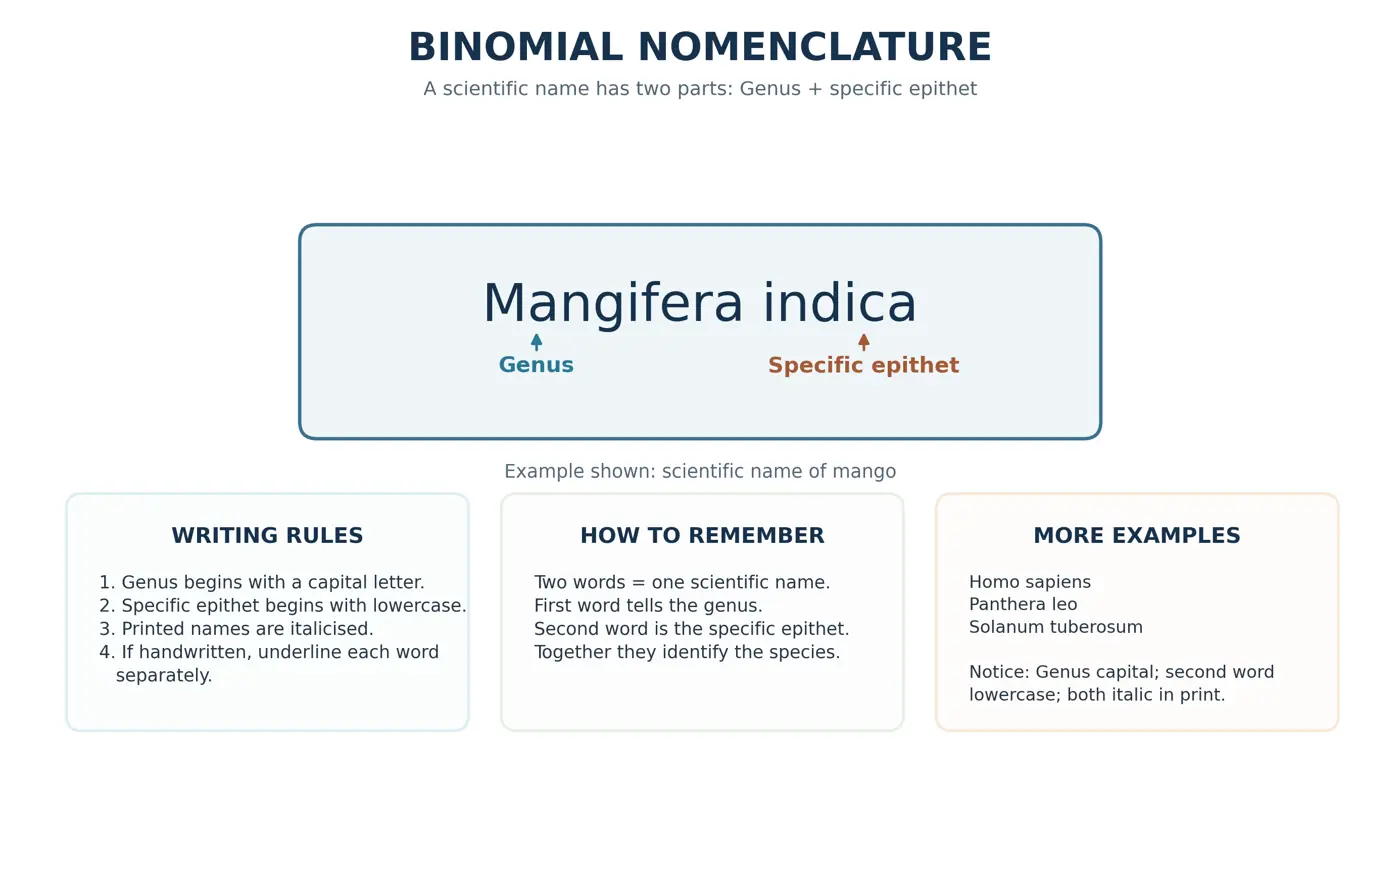 BINOMIAL NOMENCLATURE
A scientific name has two parts: Genus + specific epithet
Mangifera indica
Genus
Specific epithet
Example shown: scientific name of mango
WRITING RULES
1. Genus begins with a capital letter.
2. Specific epithet begins with lowercase.
3. Printed names are italicised.
4. If handwritten, underline each word
separately.
HOW TO REMEMBER
Two words = one scientific name.
First word tells the genus.
Second word is the specific epithet.
Together they identify the species.
MORE EXAMPLES
Homo sapiens
Panthera leo
Solanum tuberosum
Notice: Genus capital; second word
lowercase; both italic in print.